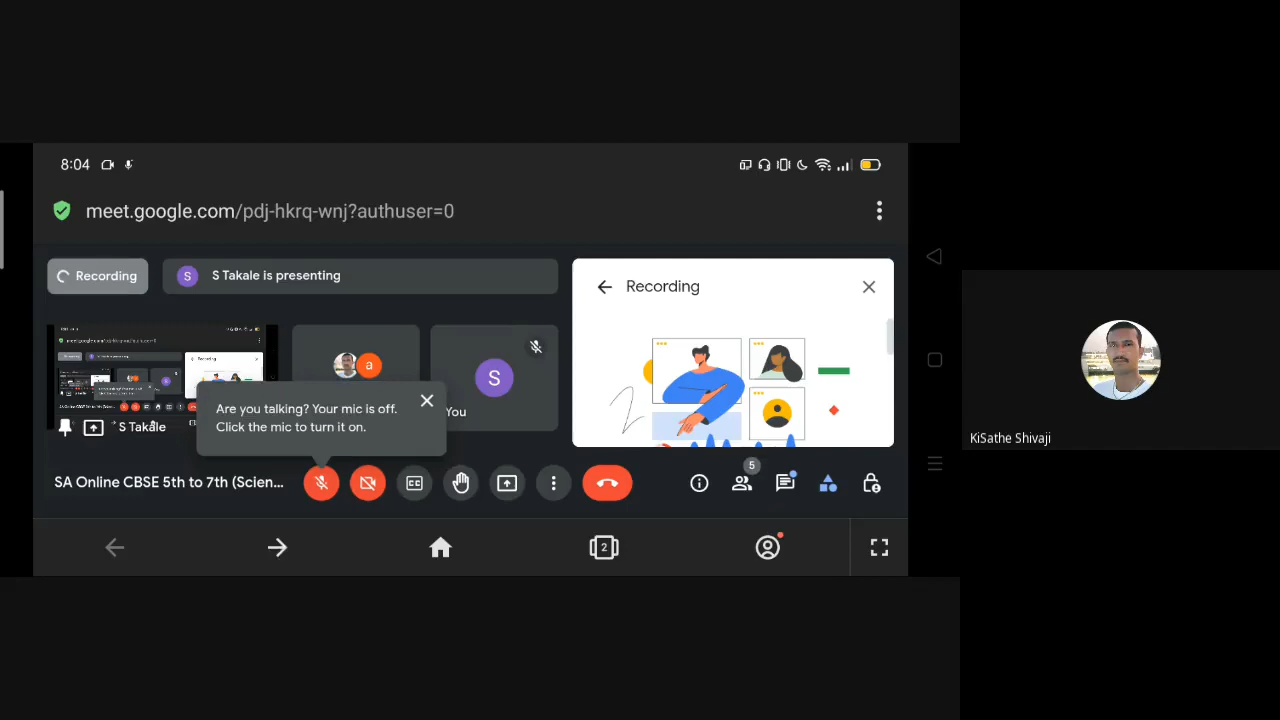 8:04
meet.google.com/pdj-hkrq-wnj?authuser=0
Recording
S
S Takale is presenting
Recording
a
S
Are you talking? Your mic is off.
Click the mic to turn it on.
You
S Takale
SA Online CBSE 5th to 7th (Scien...
5
2
KiSathe Shivaji